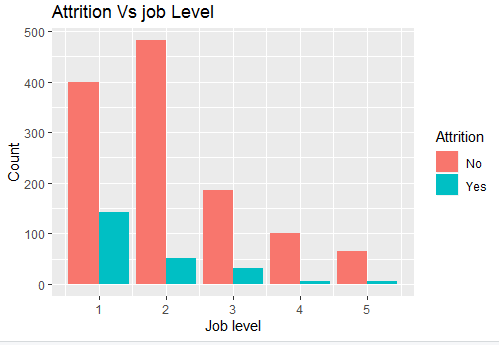 Attrition Vs job Level
500
400
300
200
100
0
Count
1 2 3 4 5
Job level
Attrition
No
Yes